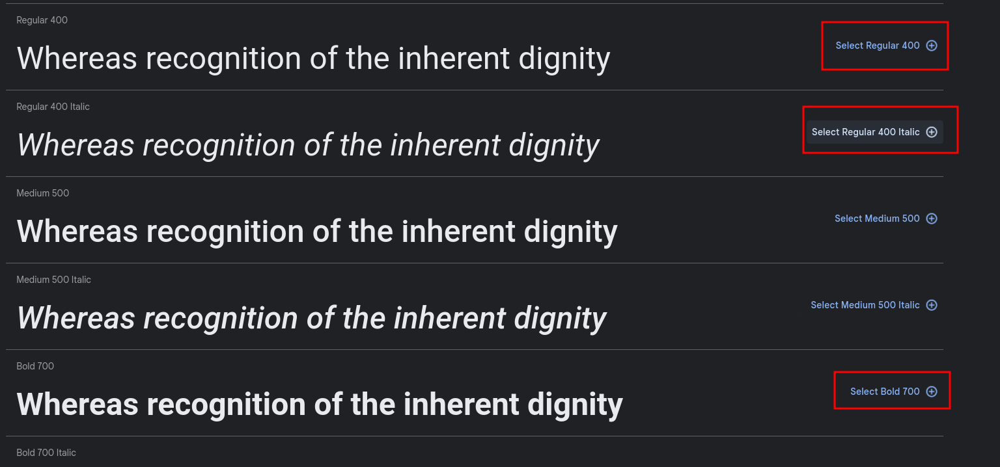 Regular 400
Whereas recognition of the inherent dignity
Select Regular 400
Regular 400 Italic
Whereas recognition of the inherent dignity
Select Regular 400 Italic
Medium 500
Whereas recognition of the inherent dignity
Select Medium 500
Medium 500 Italic
Whereas recognition of the inherent dignity
Select Medium 500 Italic
Bold 700
Whereas recognition of the inherent dignity
Select Bold 700
Bold 700 Italic